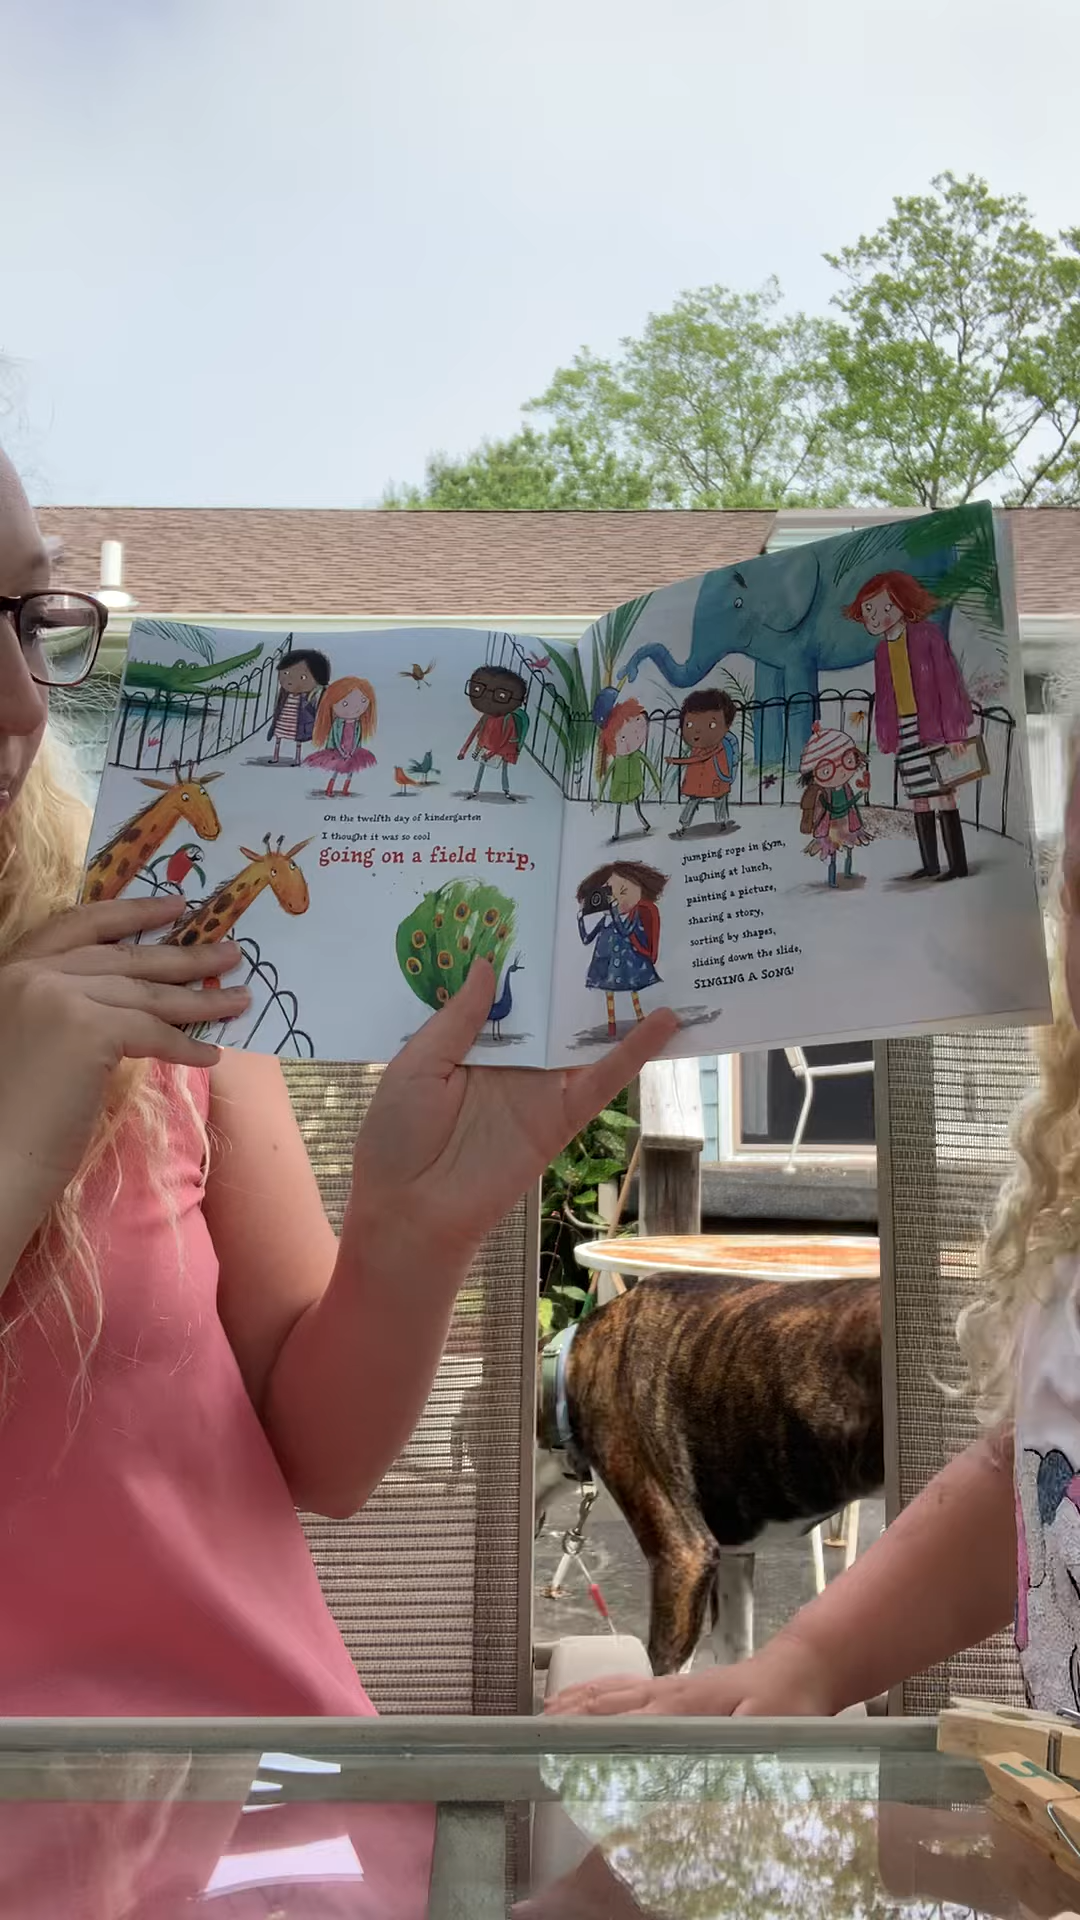 On the twelfth day of kindergarten
I thought it was so cool
going on a field trip,
jumping rope in gym,
laughing at lunch,
painting a picture,
sharing a story,
sorting by shapes,
sliding down the slide,
SINGING A SONG!